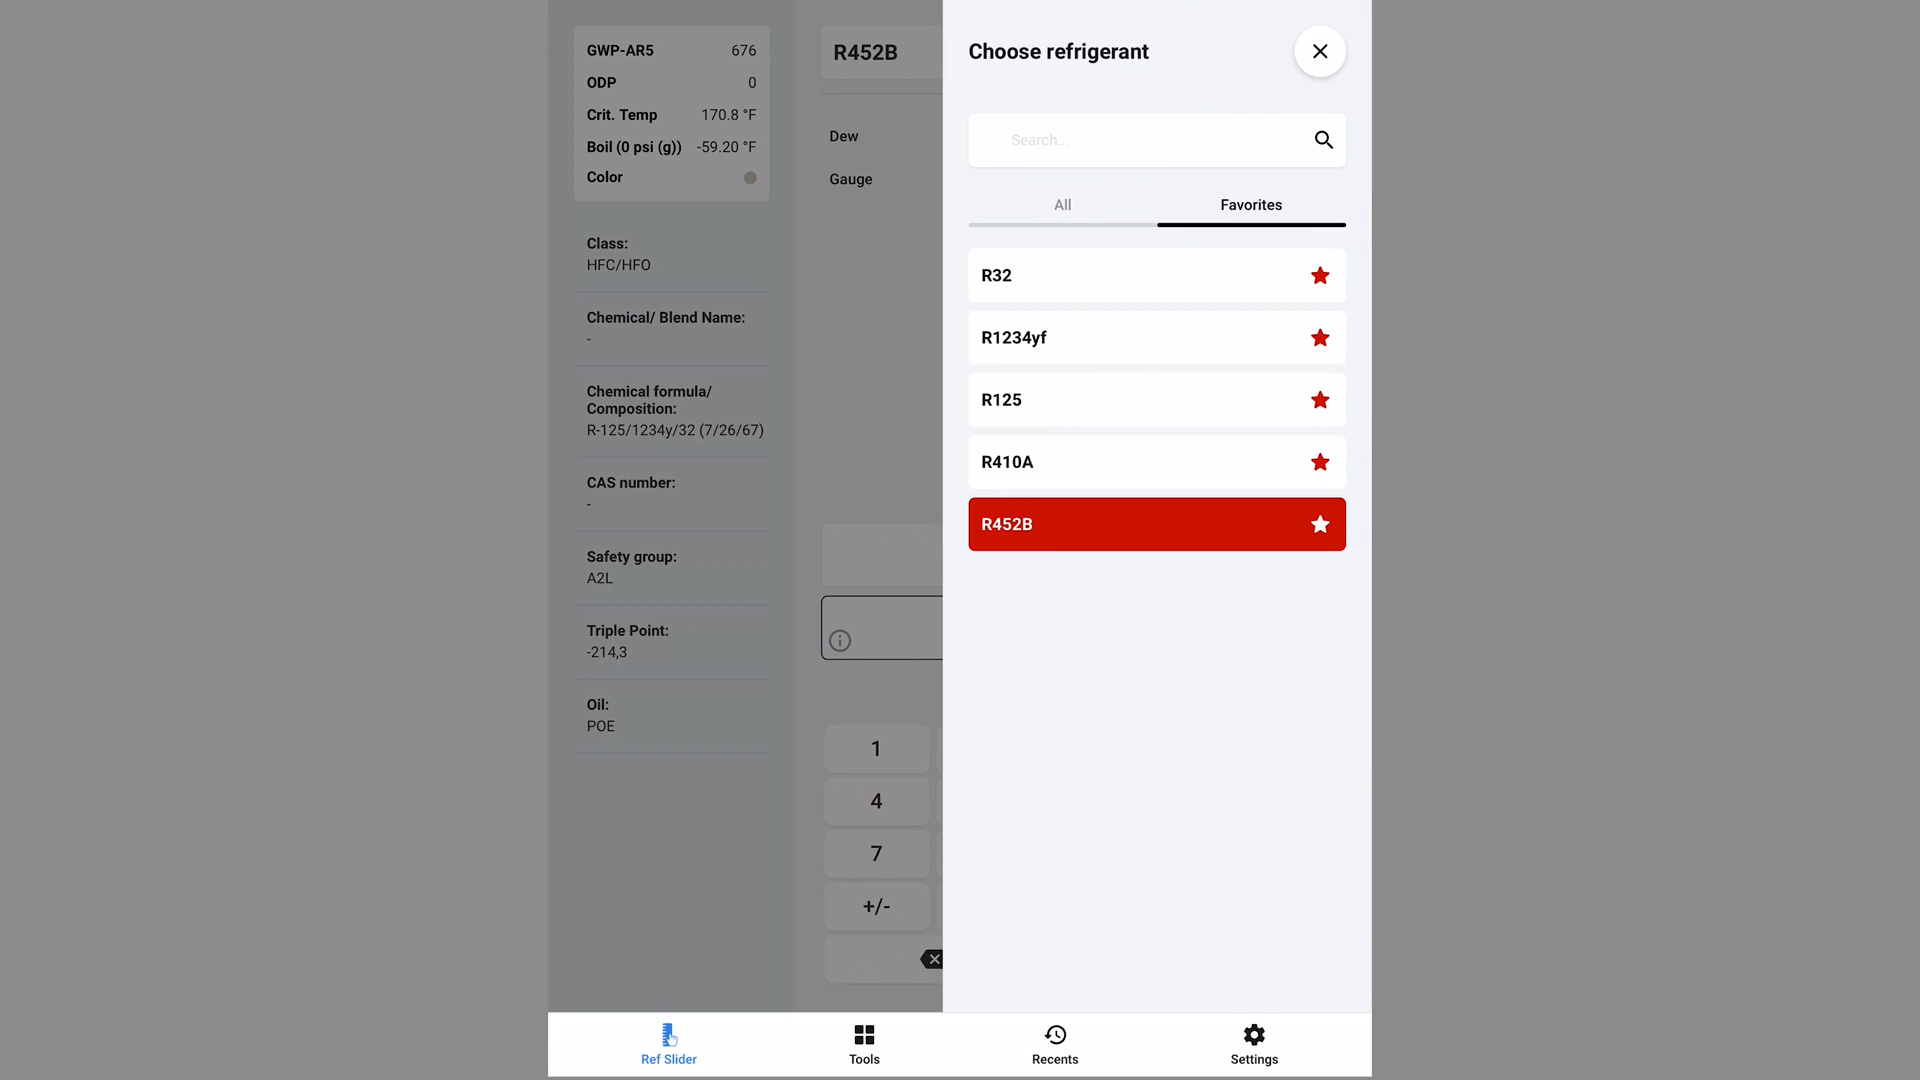 GWP-AR5 676
ODP 0
Crit. Temp 170.8 °F
Boil (0 psi (g)) -59.20 °F
Color
Class:
HFC/HFO
Chemical/ Blend Name:
-
Chemical formula/
Composition:
R-125/1234y/32 (7/26/67)
CAS number:
-
Safety group:
A2L
Triple Point:
-214,3
Oil:
POE
R452B
Dew
Gauge
1
4
7
+/-
Choose refrigerant
Search...
All Favorites
R32
R1234yf
R125
R410A
R452B
Ref Slider Tools Recents Settings